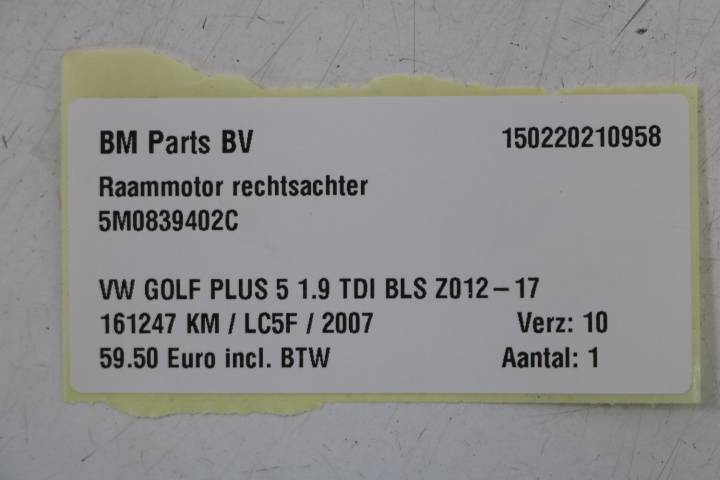 BM Parts BV 150220210958
Raammotor rechtsachter
5M0839402C
VW GOLF PLUS 5 1.9 TDI BLS Z012-17
161247 KM / LC5F / 2007 Verz: 10
59.50 Euro incl. BTW Aantal: 1